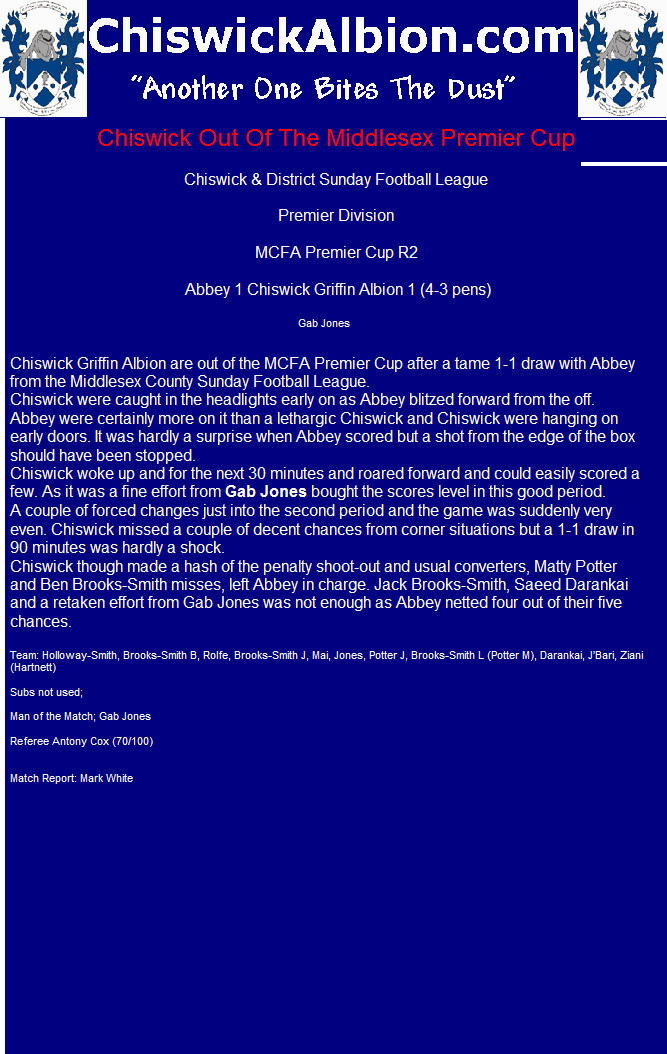 ChiswickAlbion.com
"Another One Bites The Dust"
Chiswick Out Of The Middlesex Premier Cup
Chiswick & District Sunday Football League
Premier Division
MCFA Premier Cup R2
Abbey 1 Chiswick Griffin Albion 1 (4-3 pens)
Gab Jones
Chiswick Griffin Albion are out of the MCFA Premier Cup after a tame 1-1 draw with Abbey
from the Middlesex County Sunday Football League.
Chiswick were caught in the headlights early on as Abbey blitzed forward from the off.
Abbey were certainly more on it than a lethargic Chiswick and Chiswick were hanging on
early doors. It was hardly a surprise when Abbey scored but a shot from the edge of the box
should have been stopped.
Chiswick woke up and for the next 30 minutes and roared forward and could easily scored a
few. As it was a fine effort from Gab Jones bought the scores level in this good period.
A couple of forced changes just into the second period and the game was suddenly very
even. Chiswick missed a couple of decent chances from corner situations but a 1-1 draw in
90 minutes was hardly a shock.
Chiswick though made a hash of the penalty shoot-out and usual converters, Matty Potter
and Ben Brooks-Smith misses, left Abbey in charge. Jack Brooks-Smith, Saeed Darankai
and a retaken effort from Gab Jones was not enough as Abbey netted four out of their five
chances.
Team: Holloway-Smith, Brooks-Smith B, Rolfe, Brooks-Smith J, Mai, Jones, Potter J, Brooks-Smith L (Potter M), Darankai, J'Bari, Ziani
(Hartnett)
Subs not used;
Man of the Match; Gab Jones
Referee Antony Cox (70/100)
Match Report: Mark White